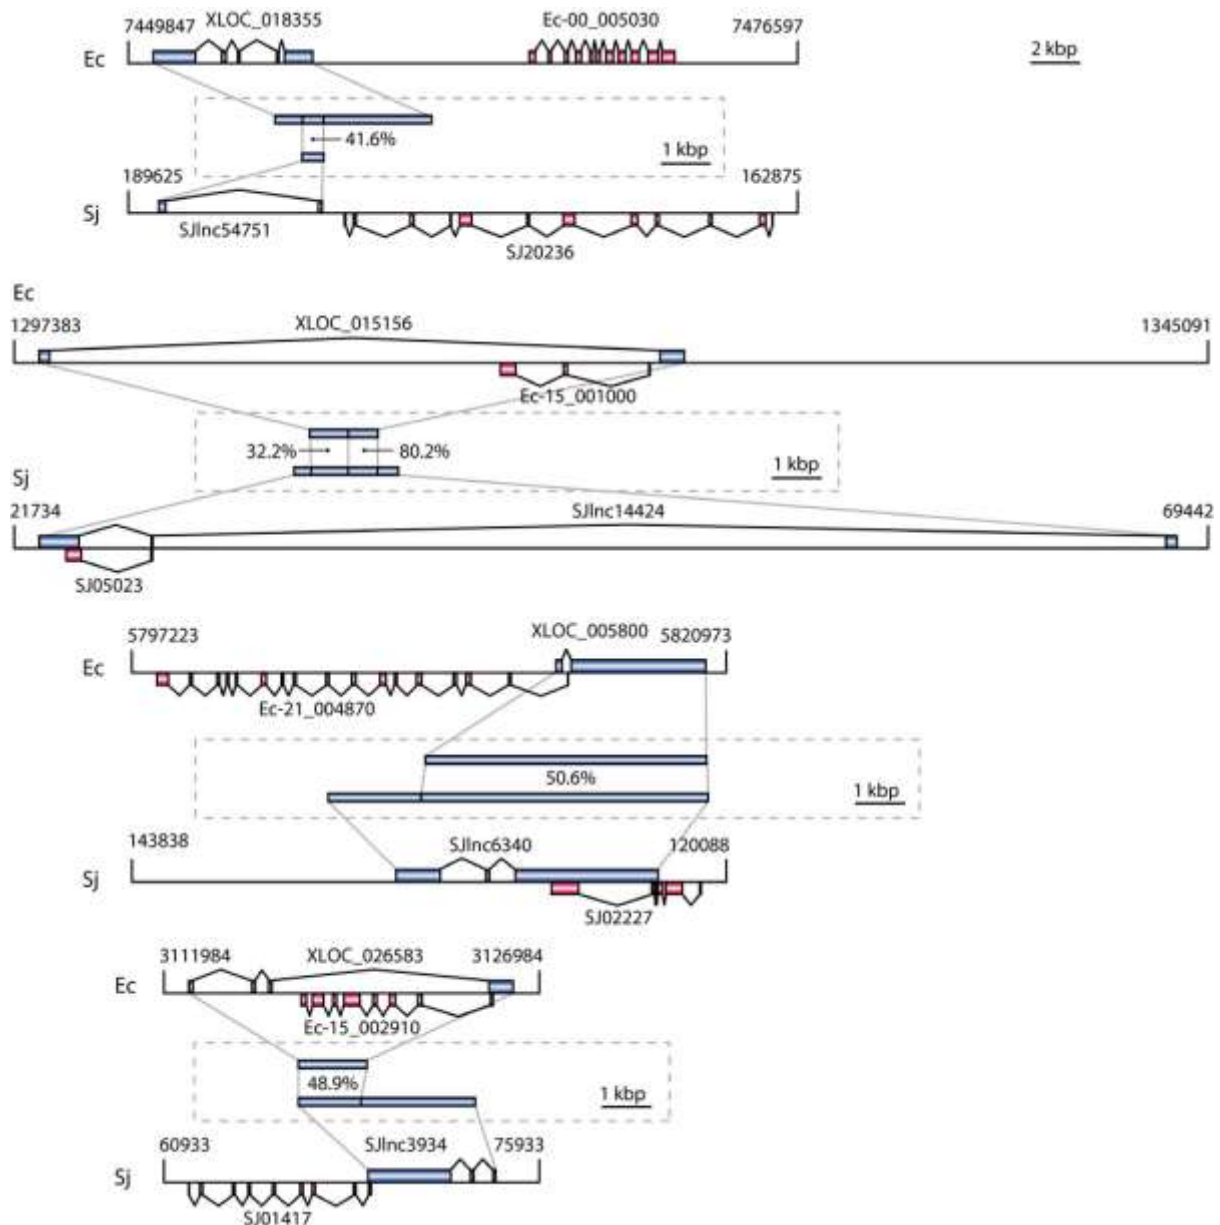 7449847 XLOC_018355 Ec-00_005030 7476597
Ec 2 kbp
41.6%
1 kbp
189625 162875
Sj
SJlnc54751
SJ20236
Ec
1297383 XLOC_015156 1345091
Ec-15_001000
32.2% 80.2%
1 kbp
Sj
21734 SJlnc14424 69442
SJ05023
5797223 XLOC_005800 5820973
Ec
Ec-21_004870
50.6%
1 kbp
143838 SJlnc6340 120088
Sj
SJ02227
3111984 XLOC_026583 3126984
Ec
Ec-15_002910
48.9%
1 kbp
60933 SJlnc3934 75933
Sj
SJ01417